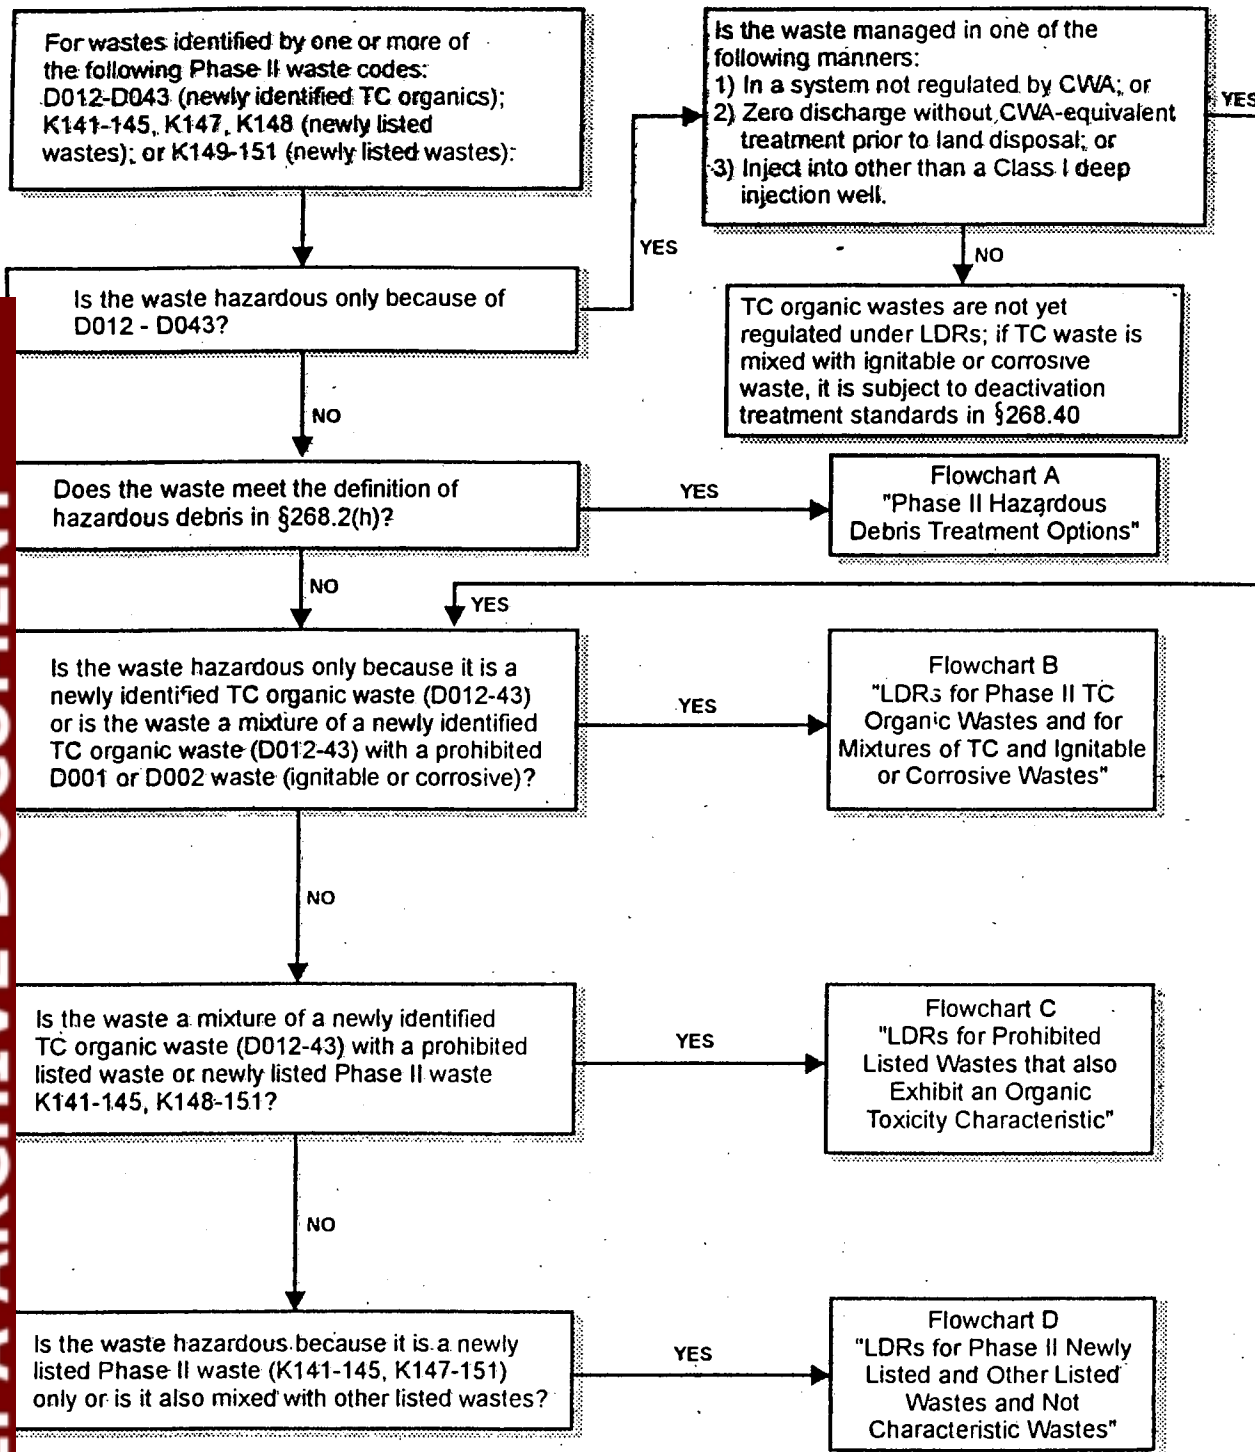 For wastes identified by one or more of
the following Phase II waste codes:
D012-D043 (newly identified TC organics);
K141-145, K147, K148 (newly listed
wastes); or K149-151 (newly listed wastes):
Is the waste managed in one of the
following manners:
1) In a system not regulated by CWA; or
2) Zero discharge without CWA-equivalent
treatment prior to land disposal; or
3) Inject into other than a Class I deep
injection well.
YES
YES
NO
Is the waste hazardous only because of
D012 - D043?
TC organic wastes are not yet
regulated under LDRs; if TC waste is
mixed with ignitable or corrosive
waste, it is subject to deactivation
treatment standards in §268.40
NO
Does the waste meet the definition of
hazardous debris in §268.2(h)?
YES
Flowchart A
"Phase II Hazardous
Debris Treatment Options"
NO
YES
Is the waste hazardous only because it is a
newly identified TC organic waste (D012-43)
or is the waste a mixture of a newly identified
TC organic waste (D012-43) with a prohibited
D001 or D002 waste (ignitable or corrosive)?
YES
Flowchart B
"LDRs for Phase II TC
Organic Wastes and for
Mixtures of TC and Ignitable
or Corrosive Wastes"
NO
Is the waste a mixture of a newly identified
TC organic waste (D012-43) with a prohibited
listed waste or newly listed Phase II waste
K141-145, K148-151?
YES
Flowchart C
"LDRs for Prohibited
Listed Wastes that also
Exhibit an Organic
Toxicity Characteristic"
NO
Is the waste hazardous because it is a newly
listed Phase II waste (K141-145, K147-151)
only or is it also mixed with other listed wastes?
YES
Flowchart D
"LDRs for Phase II Newly
Listed and Other Listed
Wastes and Not
Characteristic Wastes"